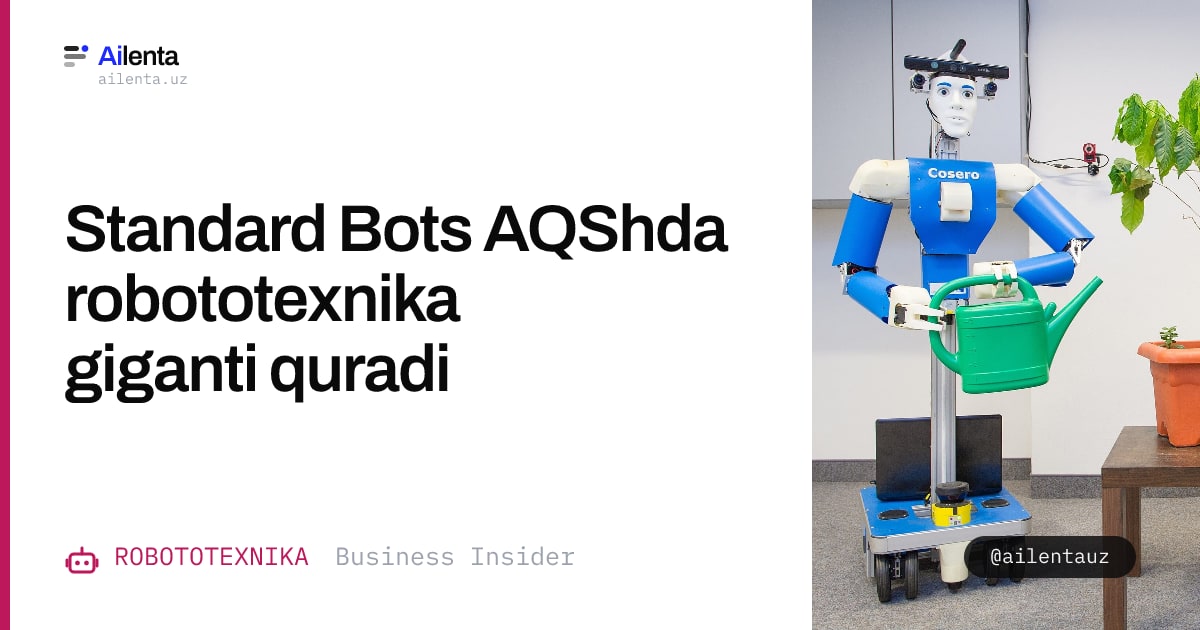 Ailenta
ailenta.uz
Standard Bots AQShda
robototexnika
giganti quradi
ROBOTOTEXNIKA Business Insider
Cosero
@ailentauz